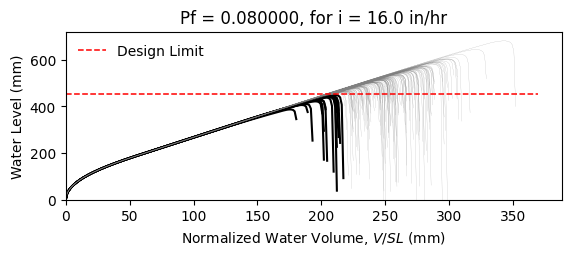 Pf = 0.080000, for i = 16.0 in/hr
Water Level (mm)
600
400
200
0
Design Limit
0 50 100 150 200 250 300 350
Normalized Water Volume, V/SL (mm)